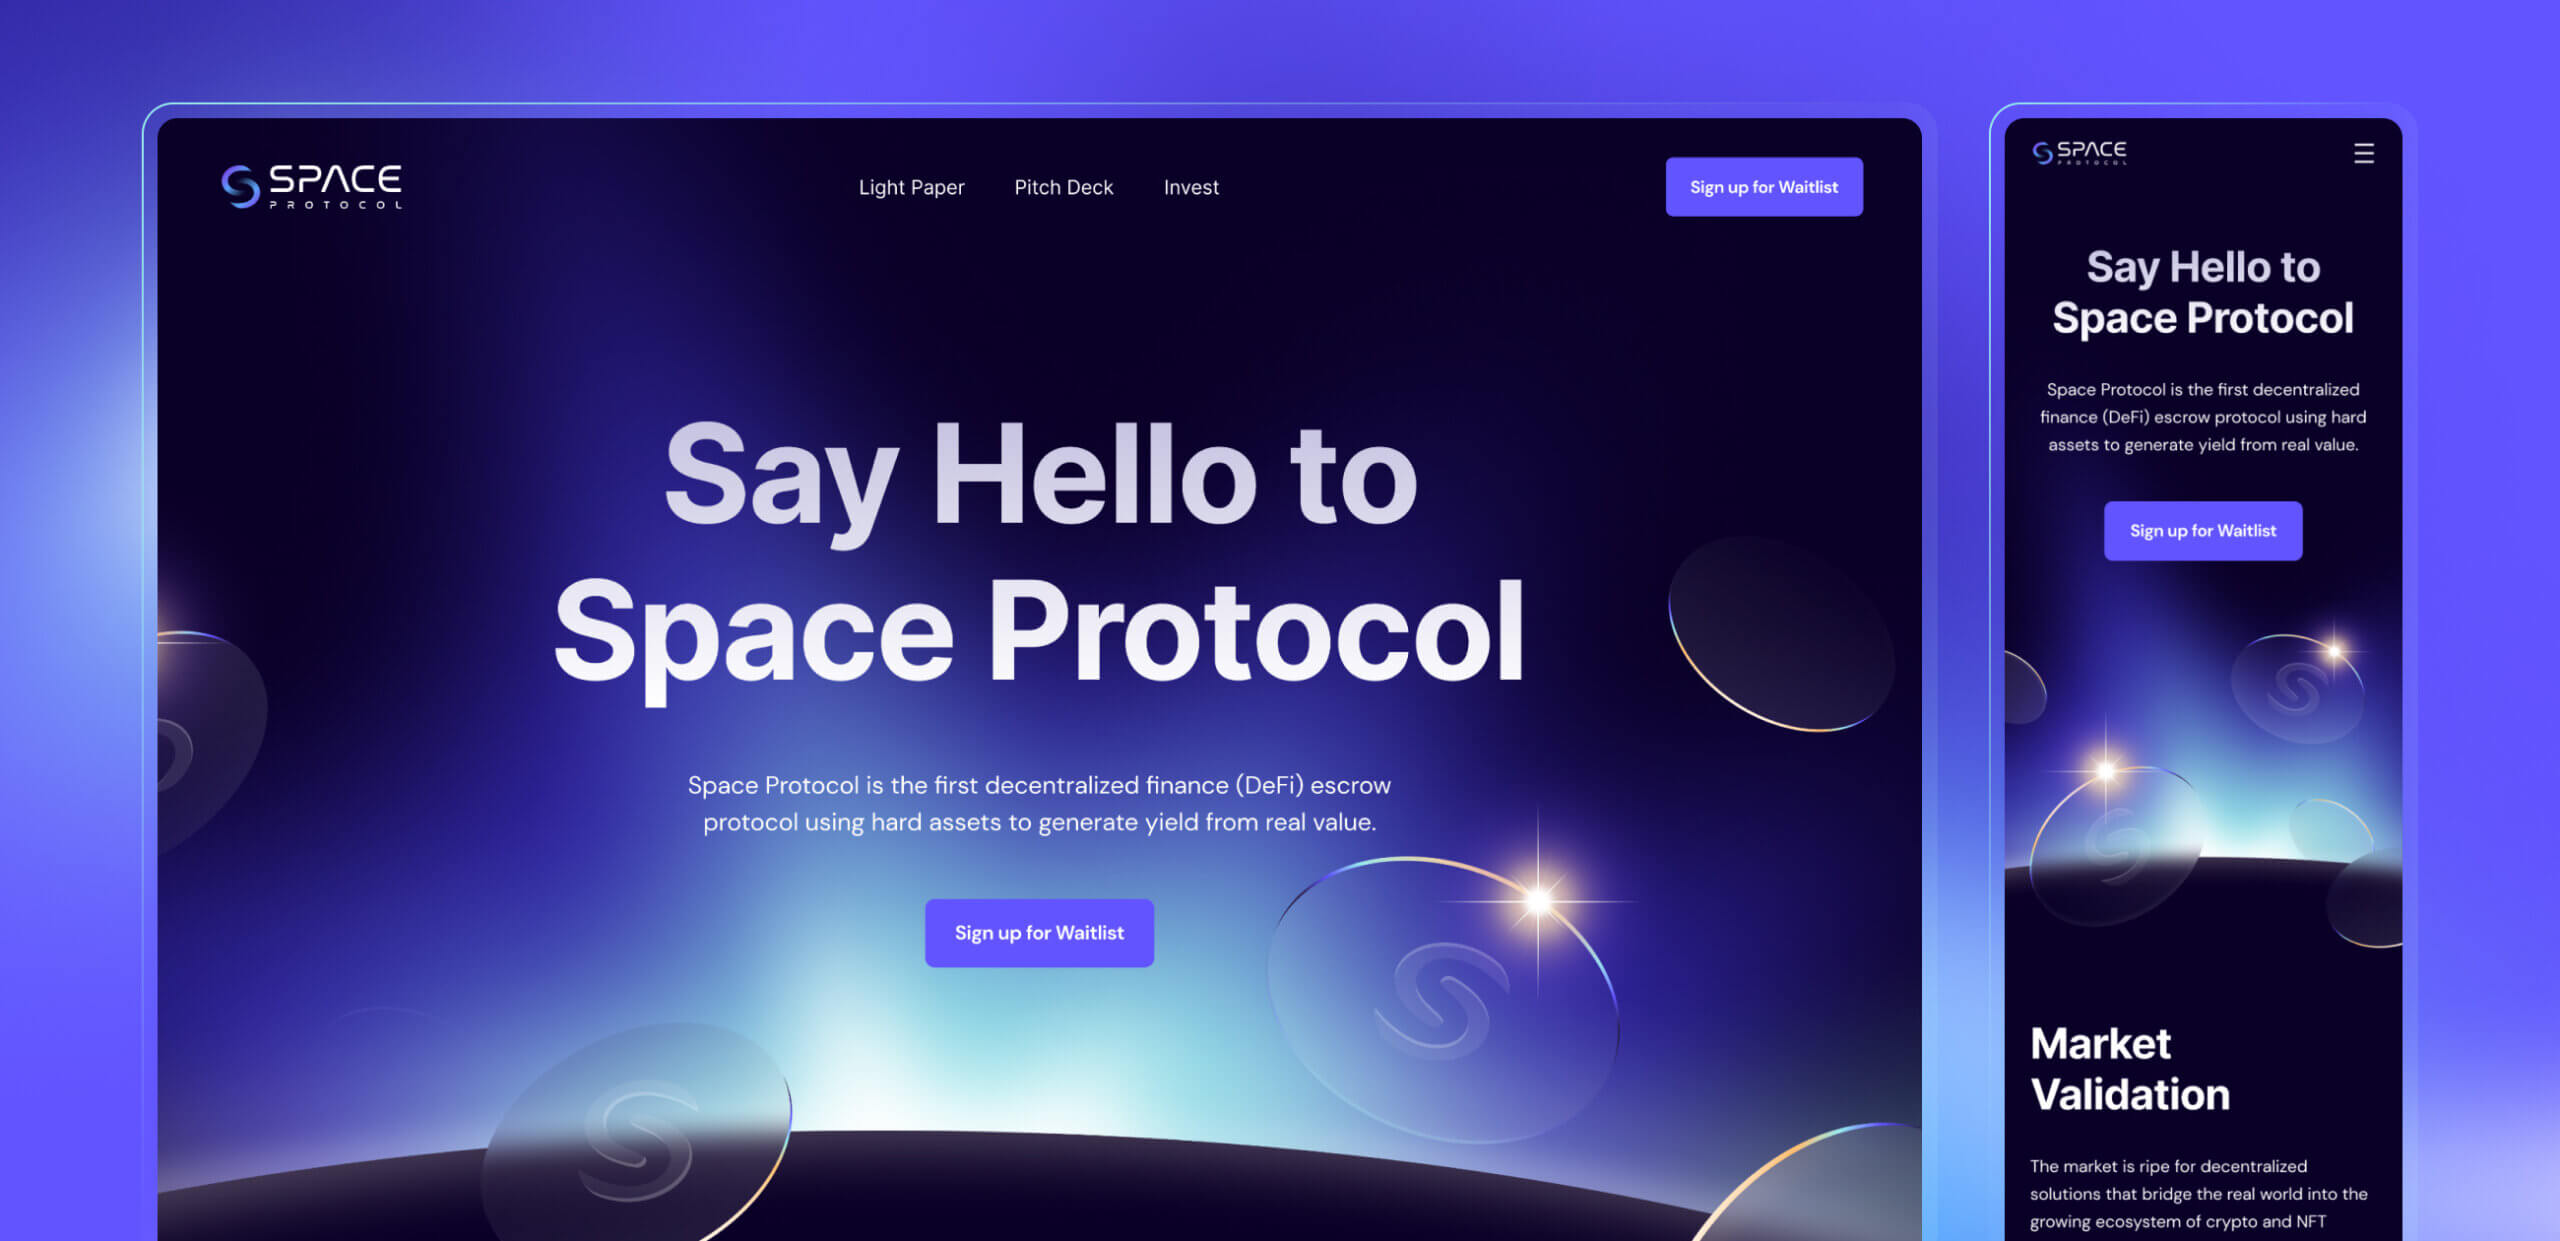 SPACE
PROTOCOL
Light Paper
Pitch Deck
Invest
Sign up for Waitlist
Say Hello to
Space Protocol
Space Protocol is the first decentralized finance (DeFi) escrow
protocol using hard assets to generate yield from real value.
Sign up for Waitlist
SPACE
PROTOCOL
Say Hello to
Space Protocol
Space Protocol is the first decentralized
finance (DeFi) escrow protocol using hard
assets to generate yield from real value.
Sign up for Waitlist
Market
Validation
The market is ripe for decentralized
solutions that bridge the real world into the
growing ecosystem of crypto and NFT